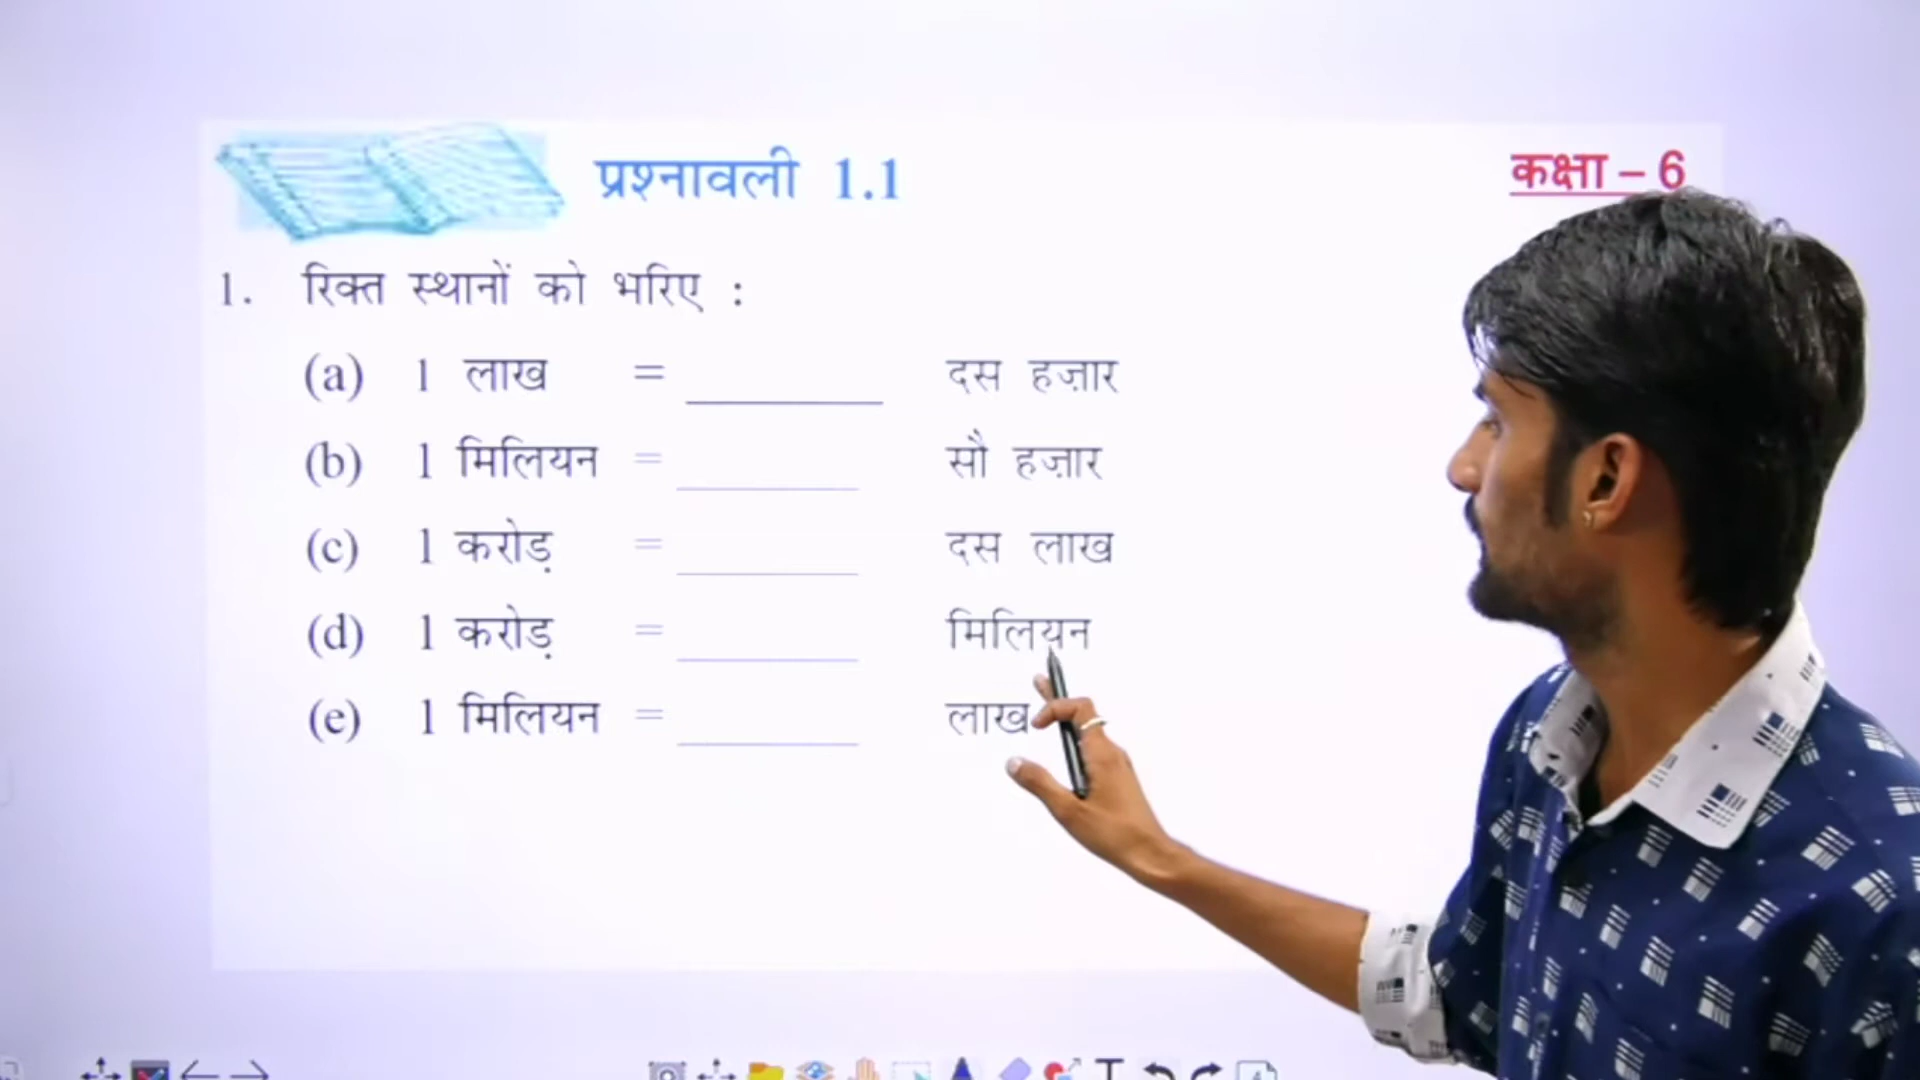 प्रश्नावली 1.1
कक्षा – 6
1. रिक्त स्थानों को भरिए :
(a) 1 लाख = ________ दस हज़ार
(b) 1 मिलियन = ________ सौ हज़ार
(c) 1 करोड़ = ________ दस लाख
(d) 1 करोड़ = ________ मिलियन
(e) 1 मिलियन = ________ लाख